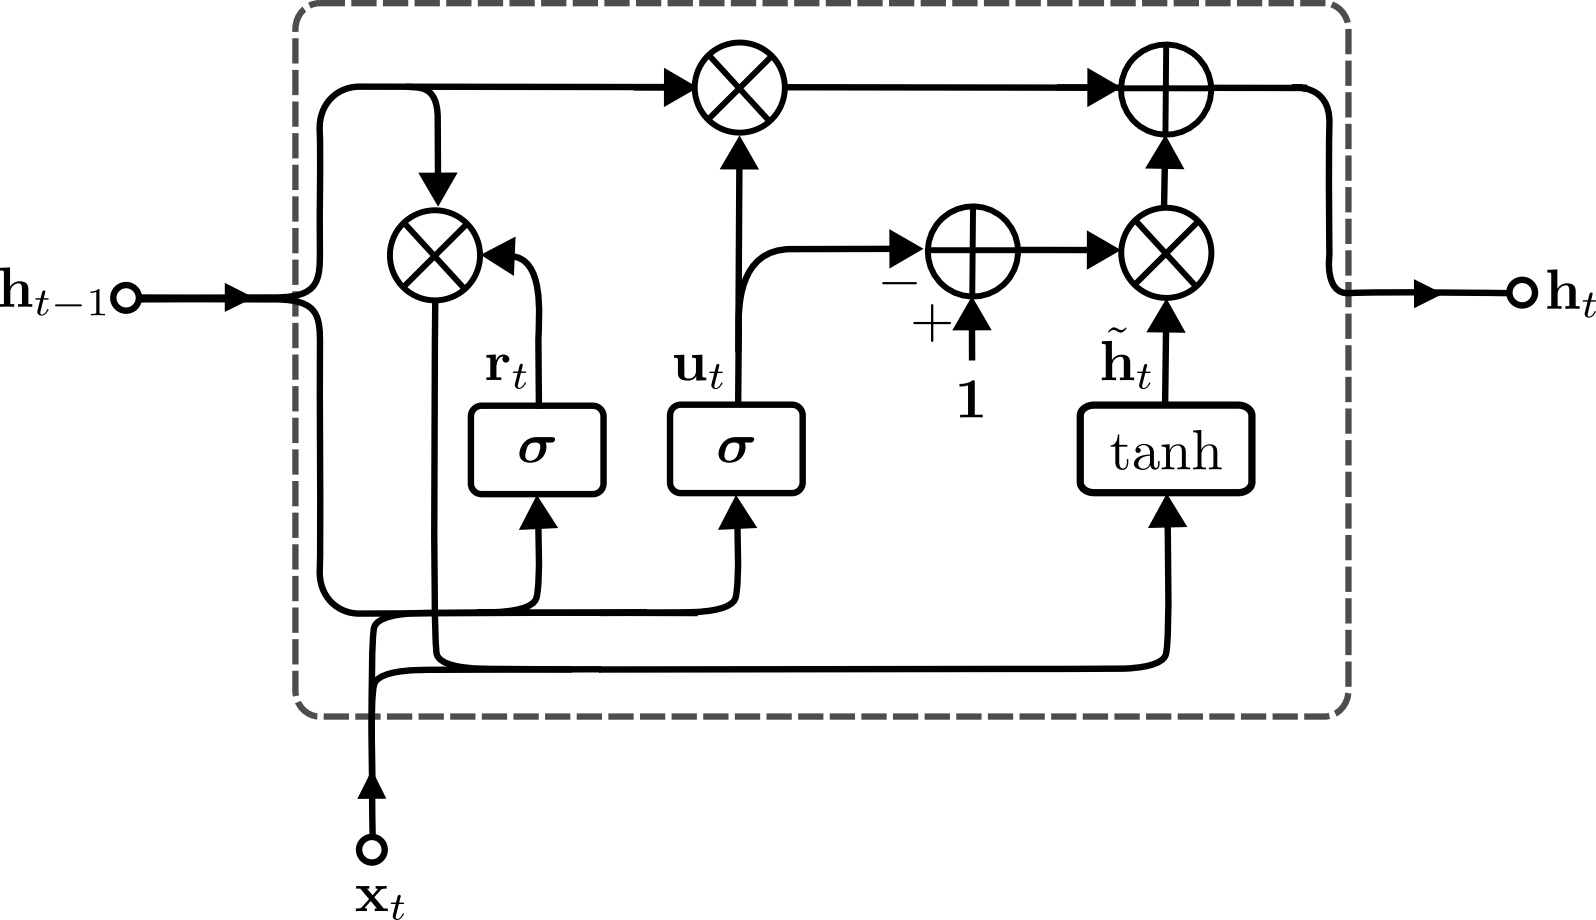 −
+
h_{t−1}
h_t
r_t
u_t
h̃_t
1
σ
σ
tanh
x_t